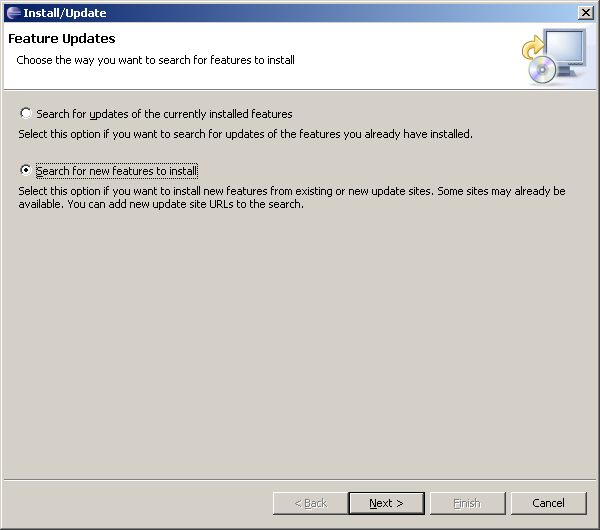 Install/Update
Feature Updates
Choose the way you want to search for features to install
Search for updates of the currently installed features
Select this option if you want to search for updates of the features you already have installed.
Search for new features to install
Select this option if you want to install new features from existing or new update sites. Some sites may already be
available. You can add new update site URLs to the search.
< Back
Next >
Finish
Cancel